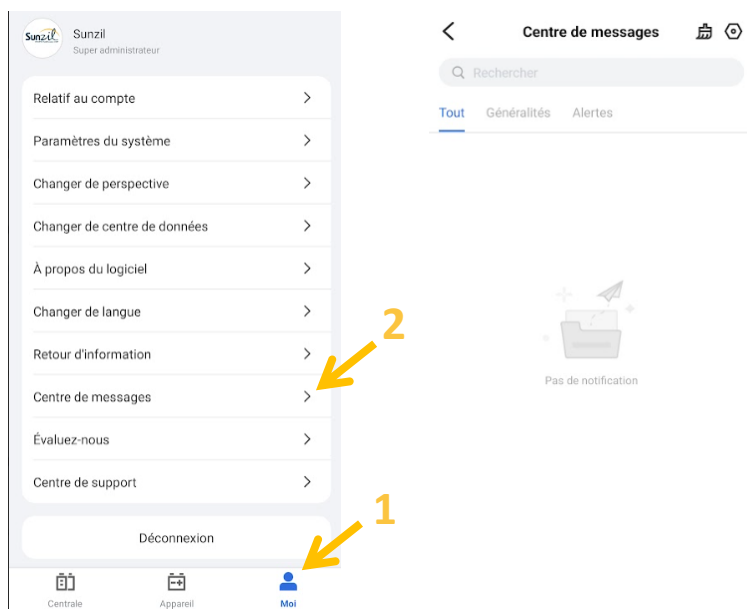 Sunzil
Sunzil
Super administrateur
Relatif au compte
Paramètres du système
Changer de perspective
Changer de centre de données
À propos du logiciel
Changer de langue
Retour d'information
Centre de messages
Évaluez-nous
Centre de support
Déconnexion
Centrale
Appareil
Moi
2
1
Centre de messages
Rechercher
Tout Généralités Alertes
Pas de notification